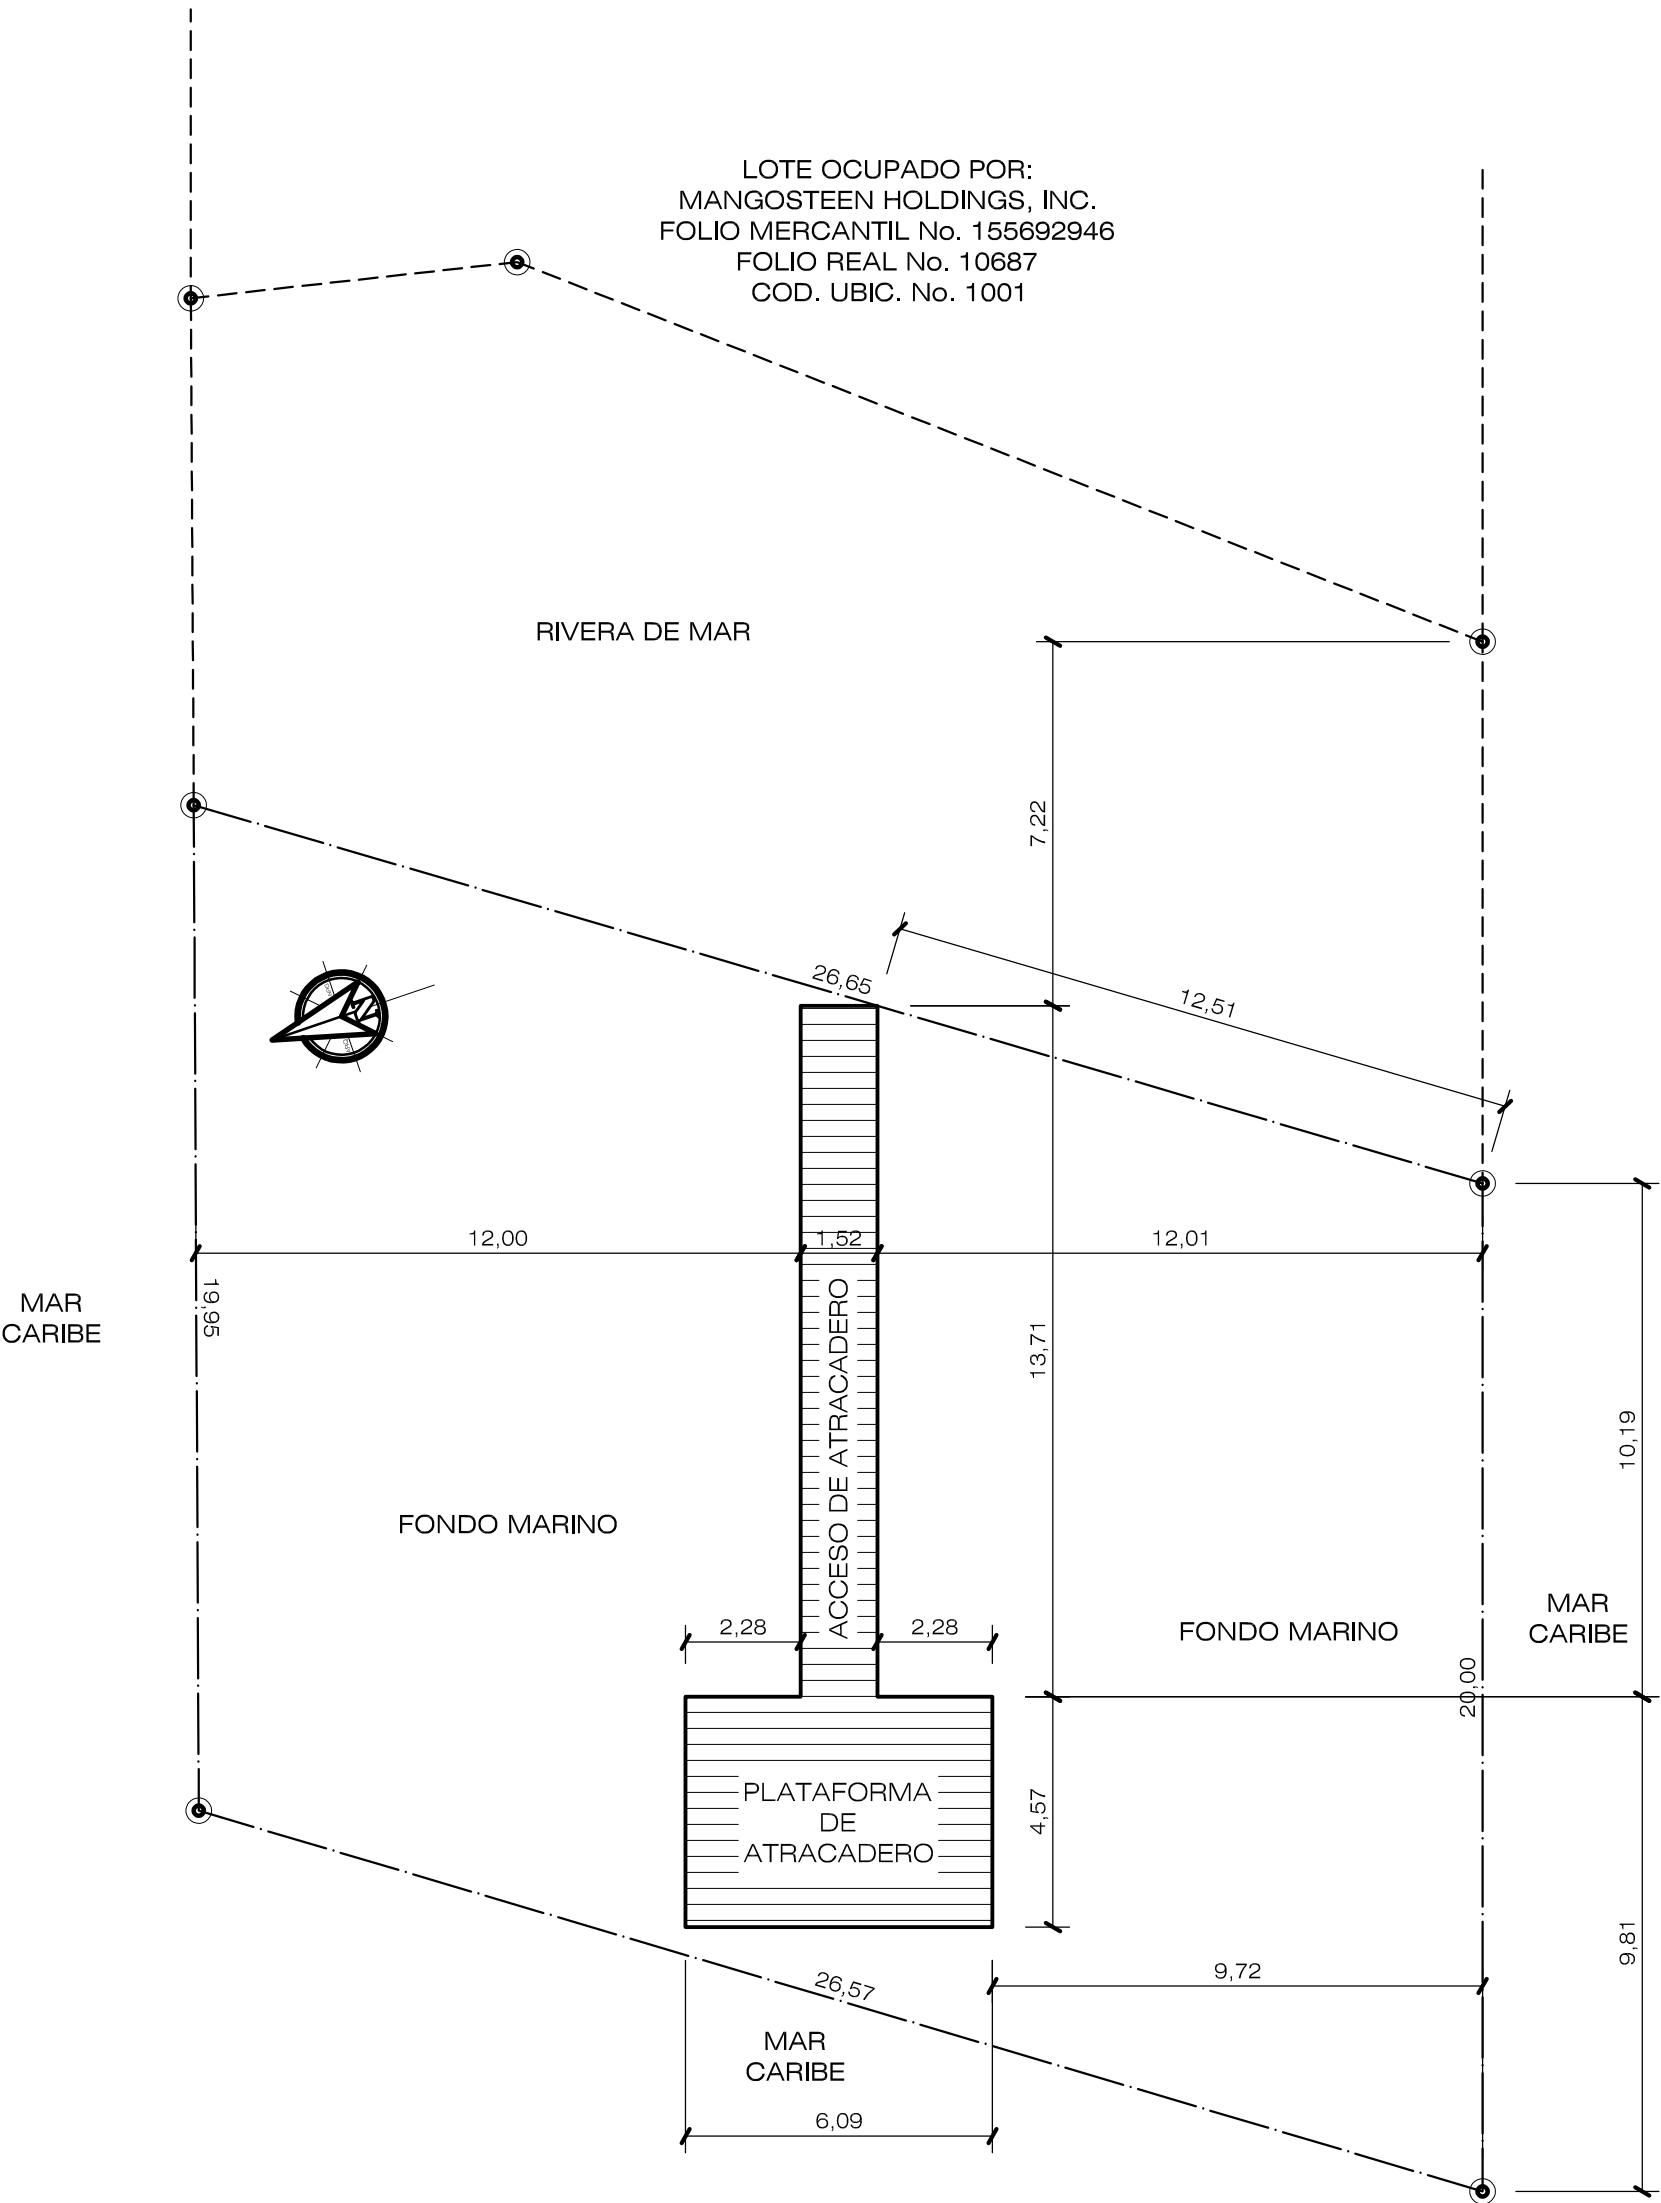 LOTE OCUPADO POR:
MANGOSTEEN HOLDINGS, INC.
FOLIO MERCANTIL No. 155692946
FOLIO REAL No. 10687
COD. UBIC. No. 1001
RIVERA DE MAR
7,22
26,65
12,51
12,00
1,52
12,01
19,95
MAR
CARIBE
ACCESO DE ATRACADERO
13,71
10,19
FONDO MARINO
2,28
2,28
FONDO MARINO
MAR
CARIBE
20,00
PLATAFORMA
DE
ATRACADERO
4,57
9,81
9,72
26,57
MAR
CARIBE
6,09